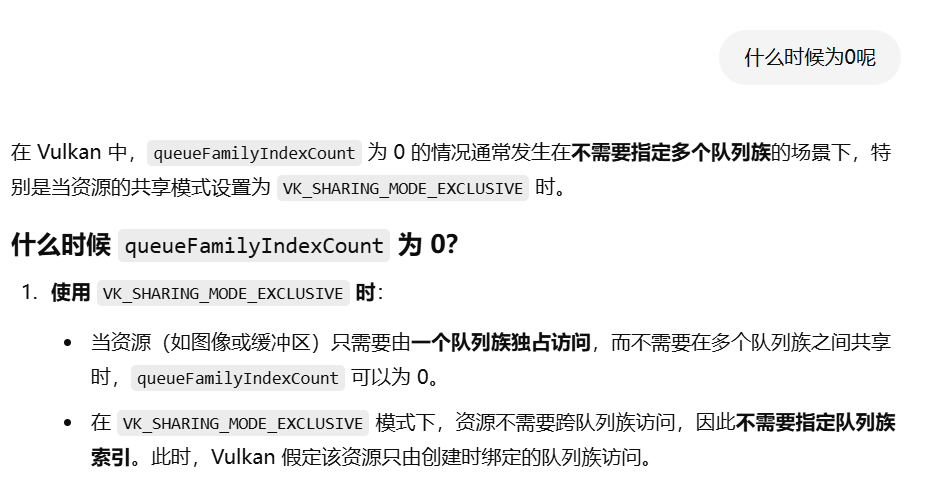 什么时候为0呢
在 Vulkan 中，queueFamilyIndexCount 为 0 的情况通常发生在不需要指定多个队列族的场景下，特
别是当资源的共享模式设置为 VK_SHARING_MODE_EXCLUSIVE 时。
什么时候 queueFamilyIndexCount 为 0？
1. 使用 VK_SHARING_MODE_EXCLUSIVE 时：
• 当资源（如图像或缓冲区）只需要由一个队列族独占访问，而不需要在多个队列族之间共享
时，queueFamilyIndexCount 可以为 0。
• 在 VK_SHARING_MODE_EXCLUSIVE 模式下，资源不需要跨队列族访问，因此不需要指定队列族
索引。此时，Vulkan 假定该资源只由创建时绑定的队列族访问。